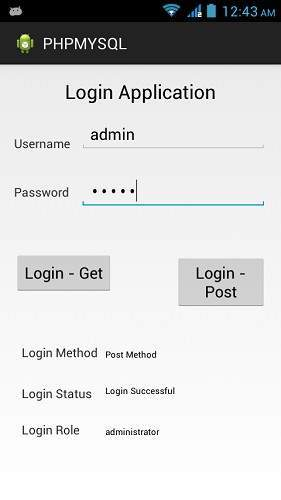 12:43 AM
PHPMYSQL
Login Application
Username admin
Password •••••
Login - Get
Login -
Post
Login Method Post Method
Login Status Login Successful
Login Role administrator